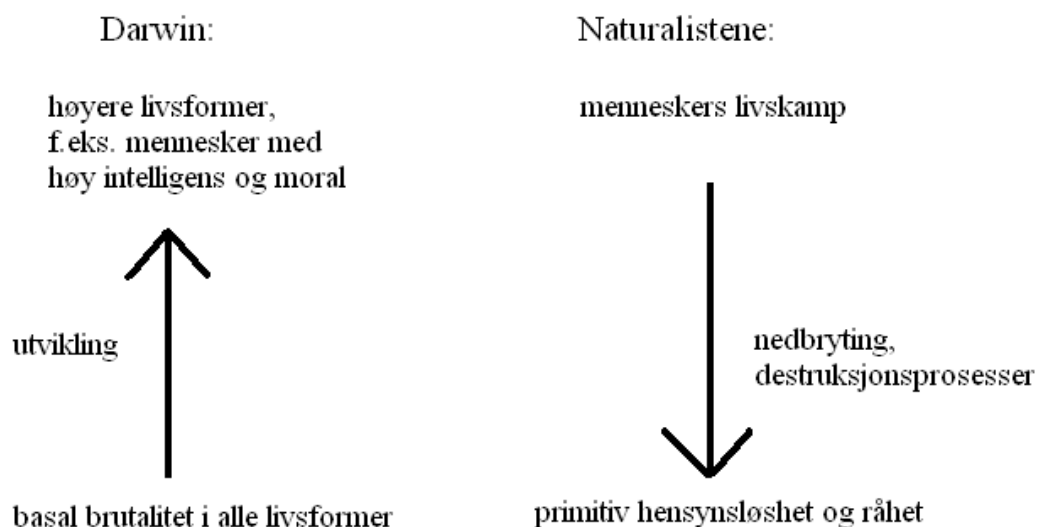 Darwin:
høyere livsformer,
f.eks. mennesker med
høy intelligens og moral
utvikling
basal brutalitet i alle livsformer
Naturalistene:
menneskers livskamp
nedbryting,
destruksjonsprosesser
primitiv hensynsløshet og råhet